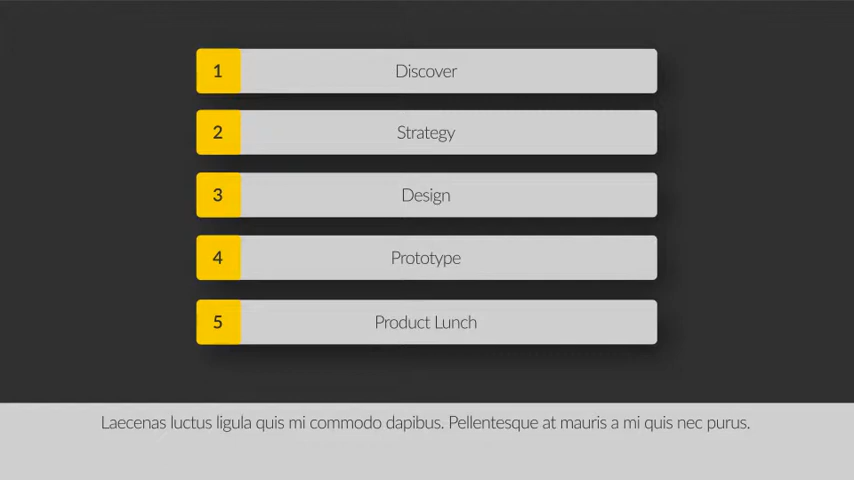 1 Discover
2 Strategy
3 Design
4 Prototype
5 Product Lunch
Laecenas luctus ligula quis mi commodo dapibus. Pellentesque at mauris a mi quis nec purus.